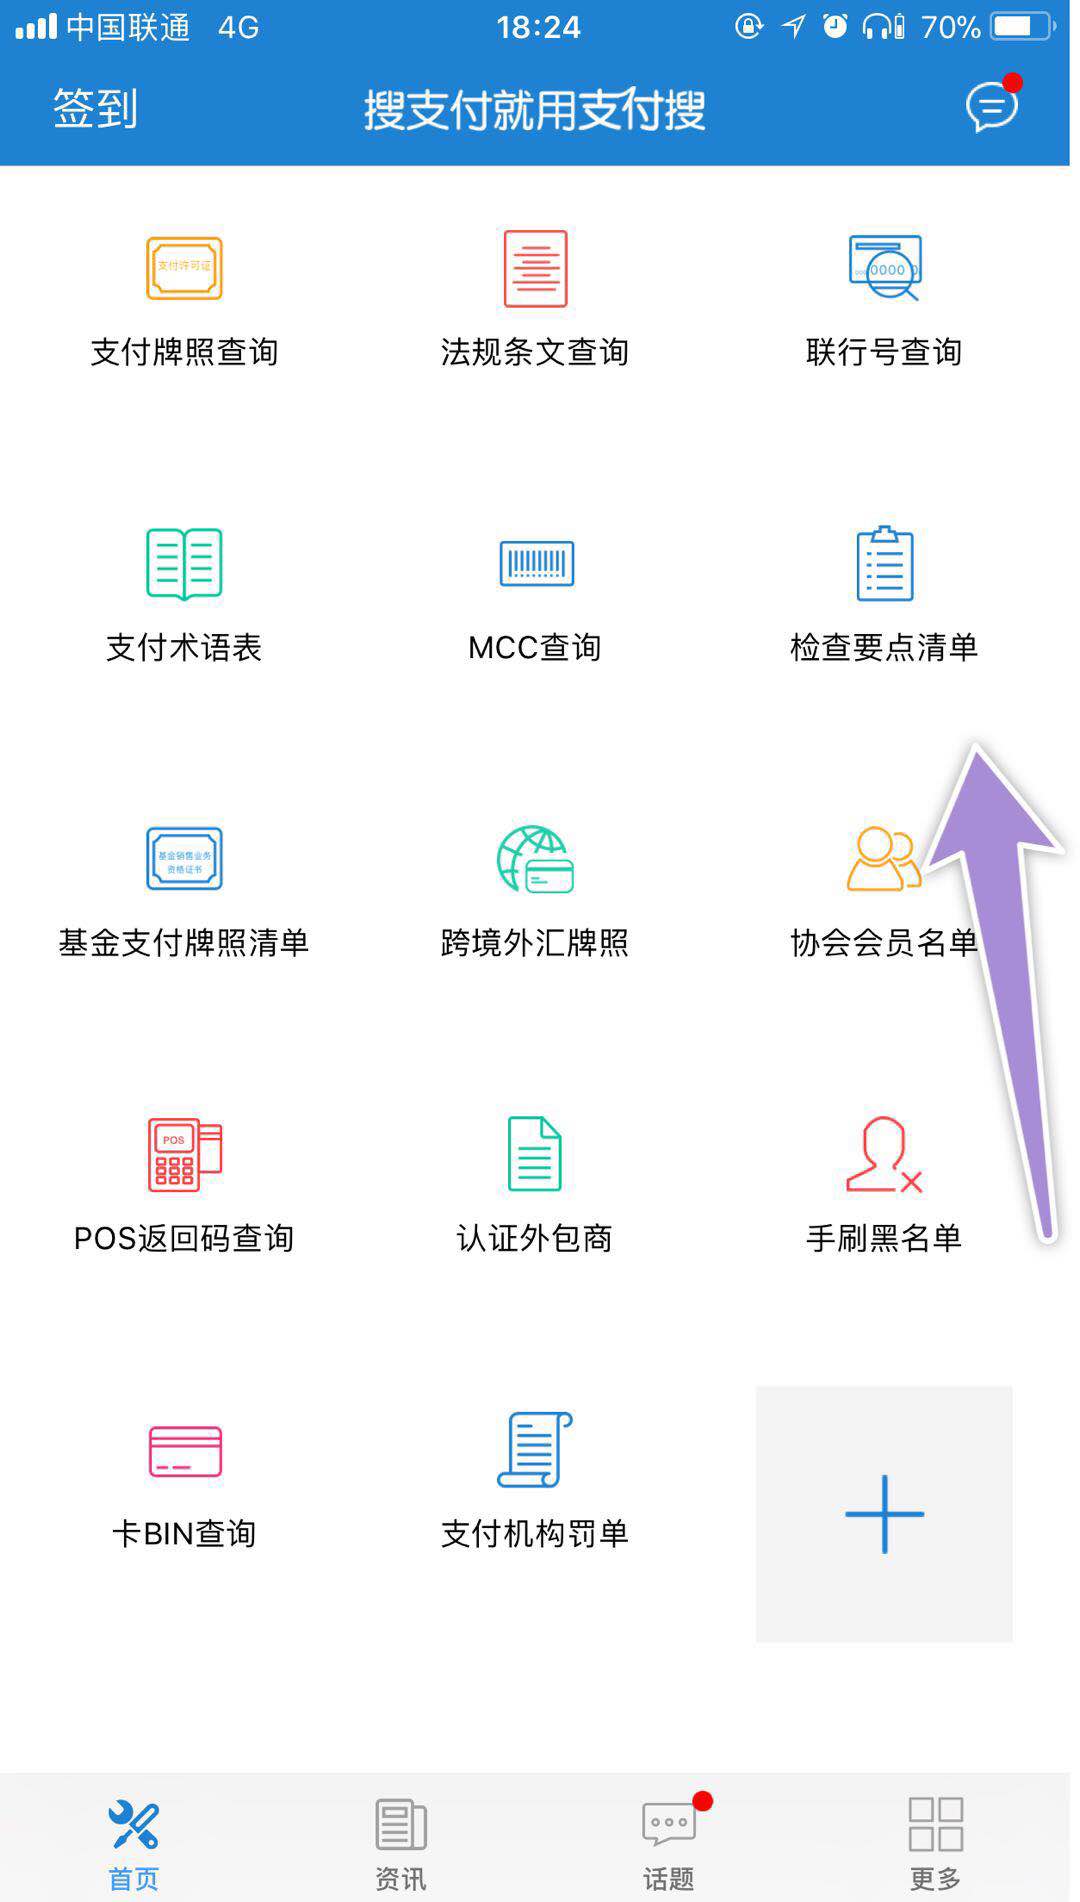 中国联通 4G 18:24 70%
签到 搜支付就用支付搜
支付许可证 0000 0
支付牌照查询 法规条文查询 联行号查询
支付术语表 MCC查询 检查要点清单
基金销售业务
资格证书
基金支付牌照清单 跨境外汇牌照 协会会员名单
POS
POS返回码查询 认证外包商 手刷黑名单
卡BIN查询 支付机构罚单
首页 资讯 话题 更多